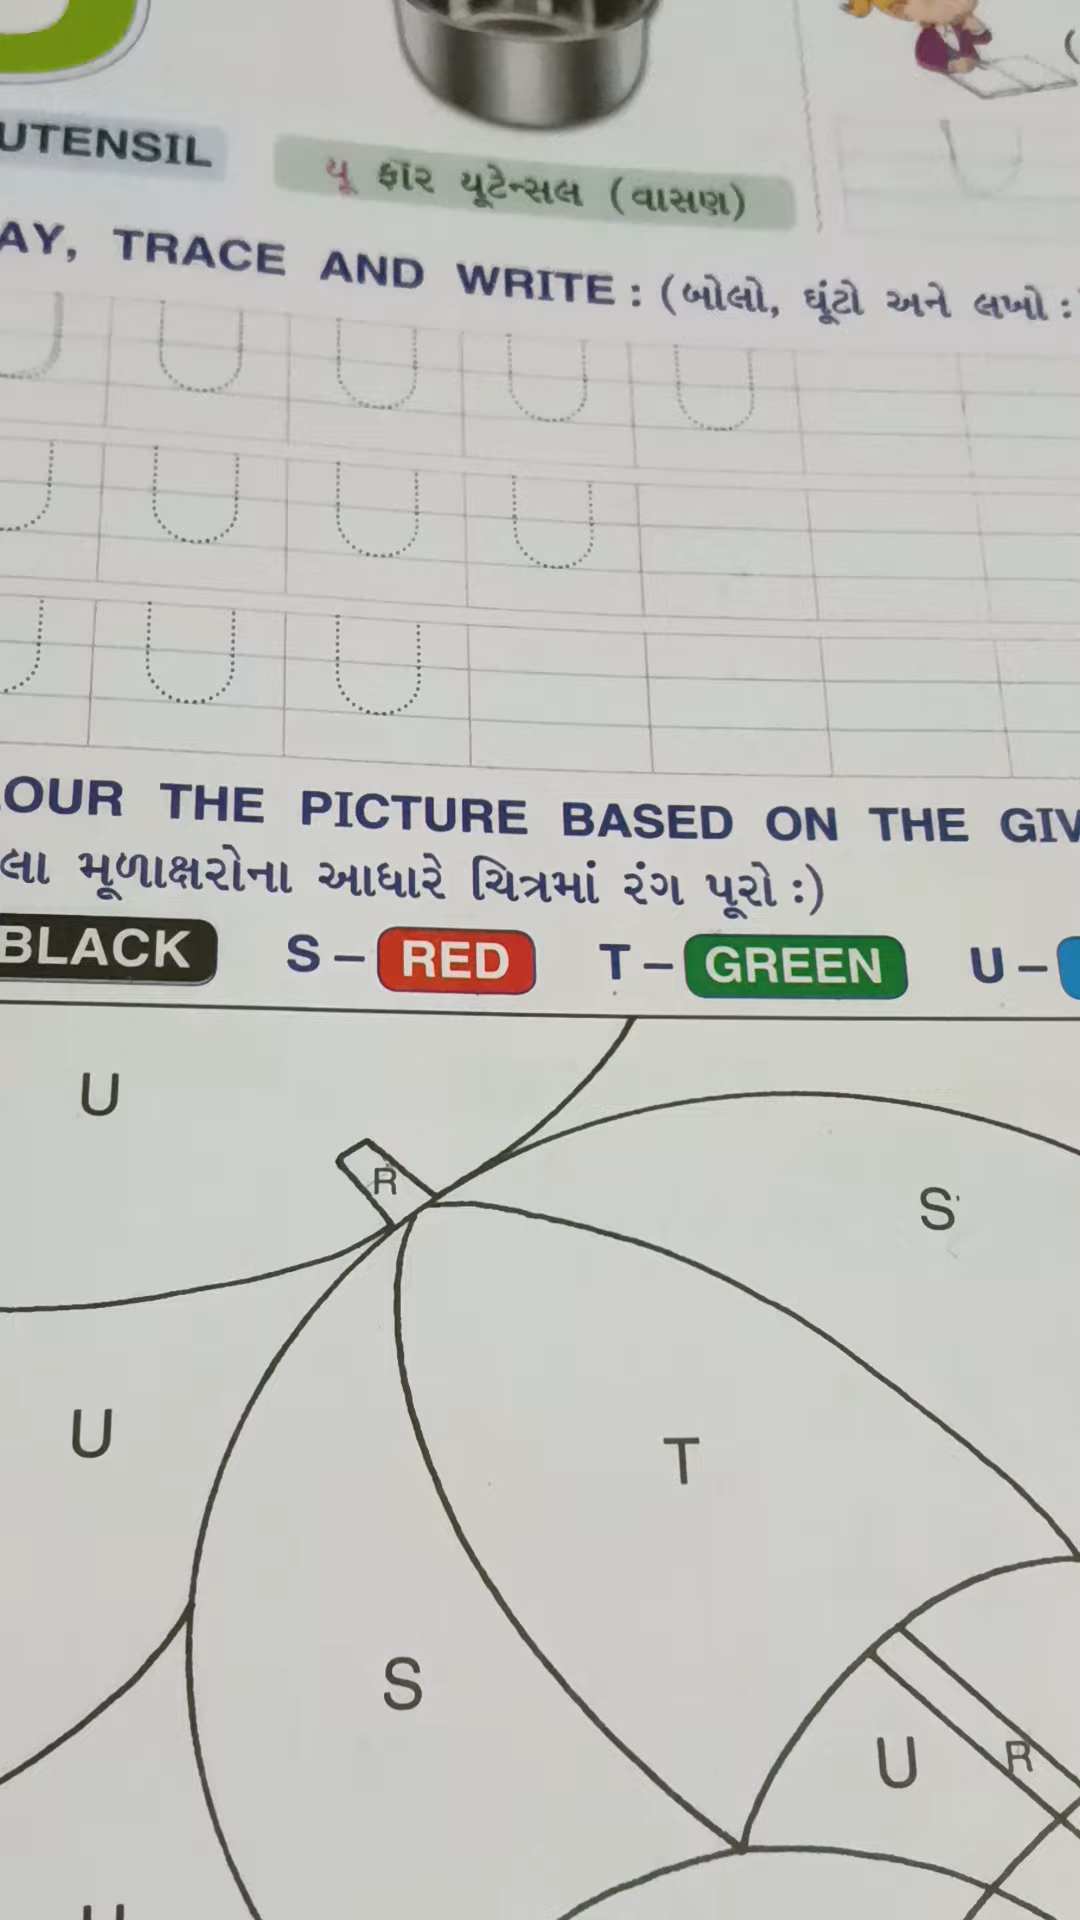 UTENSIL
યૂ ફૉર યૂટેન્સલ (વાસણ)
AY, TRACE AND WRITE : (બોલો, ઘૂંટો અને લખો :
U U U U
U U U
U U
OUR THE PICTURE BASED ON THE GIV
લા મૂળાક્ષરોના આધારે ચિત્રમાં રંગ પૂરો :)
BLACK S – RED T – GREEN U –
U
R
S
U
T
S
U
R